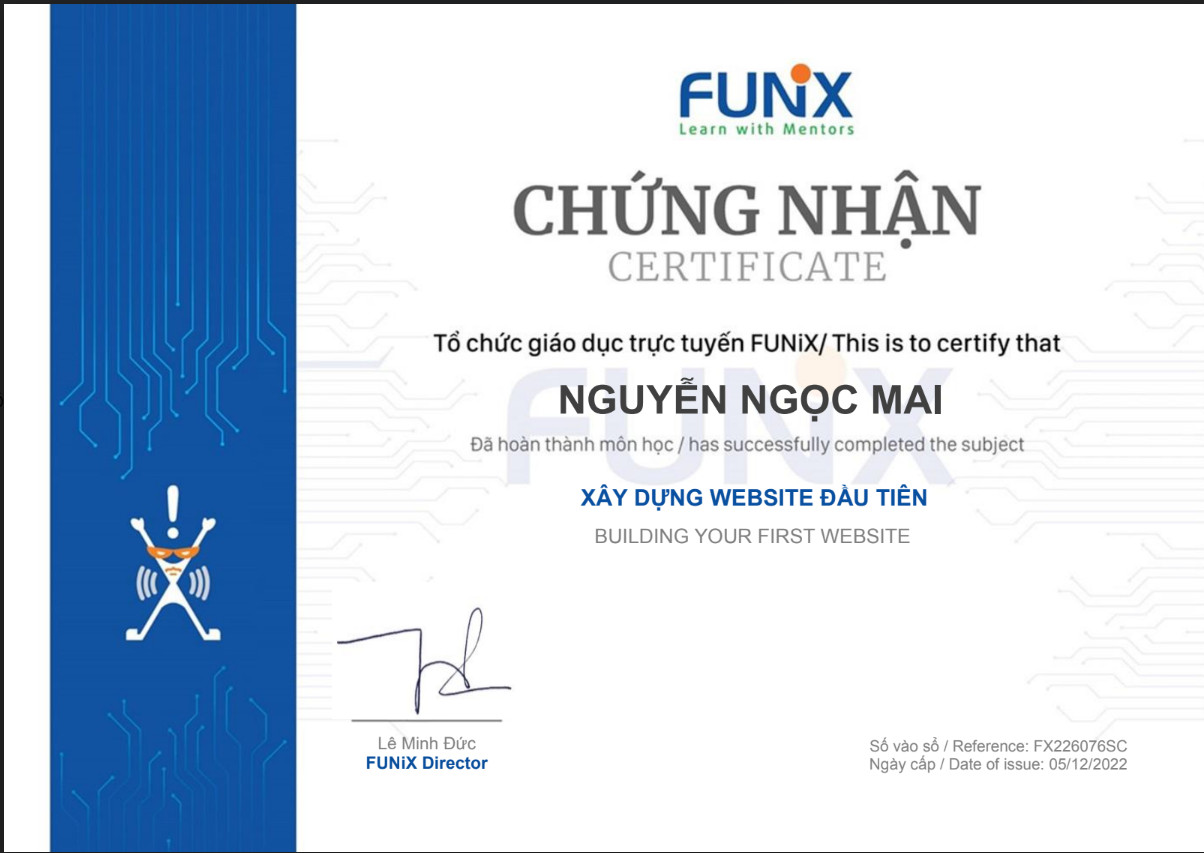 FUNiX
Learn with Mentors
CHỨNG NHẬN
CERTIFICATE
Tổ chức giáo dục trực tuyến FUNiX/ This is to certify that
NGUYỄN NGỌC MAI
Đã hoàn thành môn học / has successfully completed the subject
XÂY DỰNG WEBSITE ĐẦU TIÊN
BUILDING YOUR FIRST WEBSITE
Lê Minh Đức
FUNiX Director
Số vào sổ / Reference: FX226076SC
Ngày cấp / Date of issue: 05/12/2022